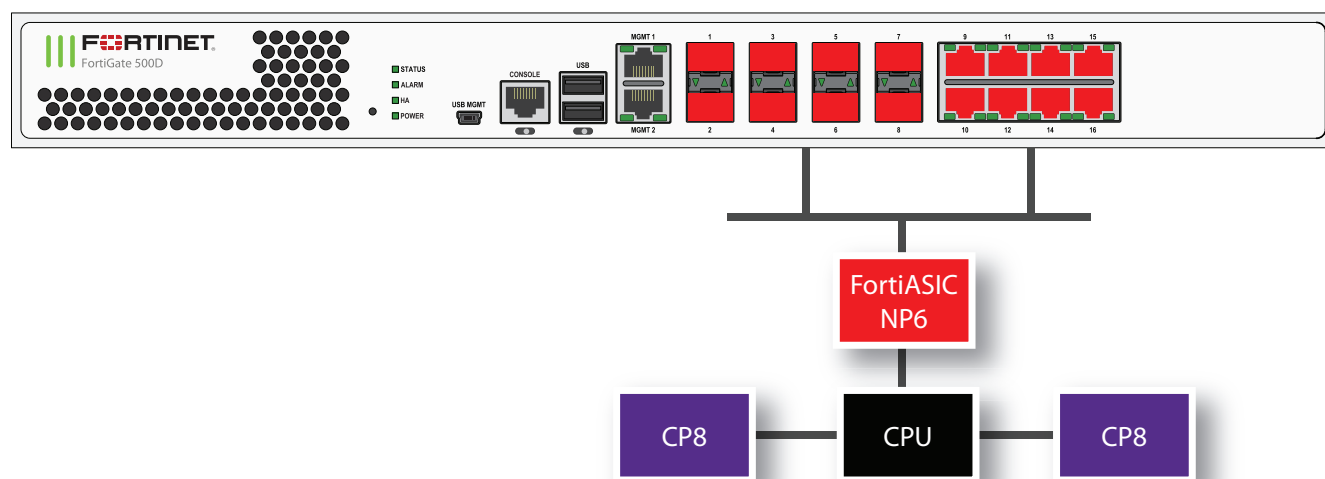 FORTINET
FortiGate 500D
STATUS
ALARM
HA
POWER
USB MGMT
CONSOLE
USB
MGMT 1
MGMT 2
1 3 5 7 9 11 13 15
2 4 6 8 10 12 14 16
FortiASIC
NP6
CP8 CPU CP8